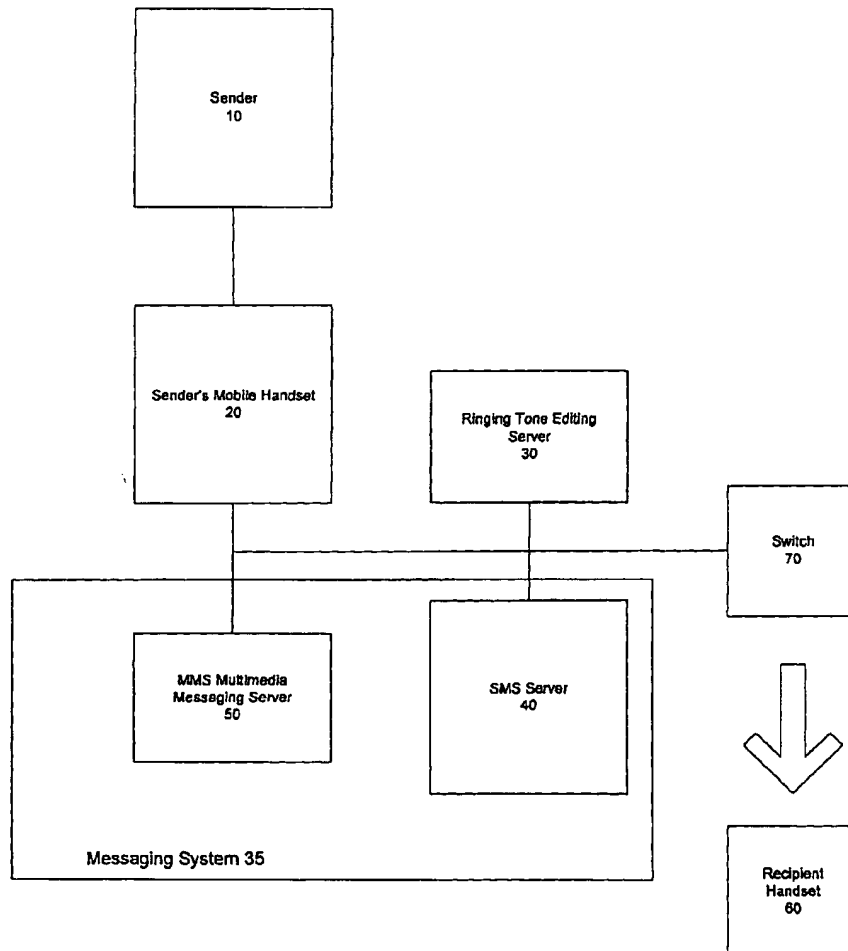 Sender
10
Sender's Mobile Handset
20
Ringing Tone Editing
Server
30
Switch
70
MMS Multimedia
Messaging Server
50
SMS Server
40
Messaging System 35
Recipient
Handset
60